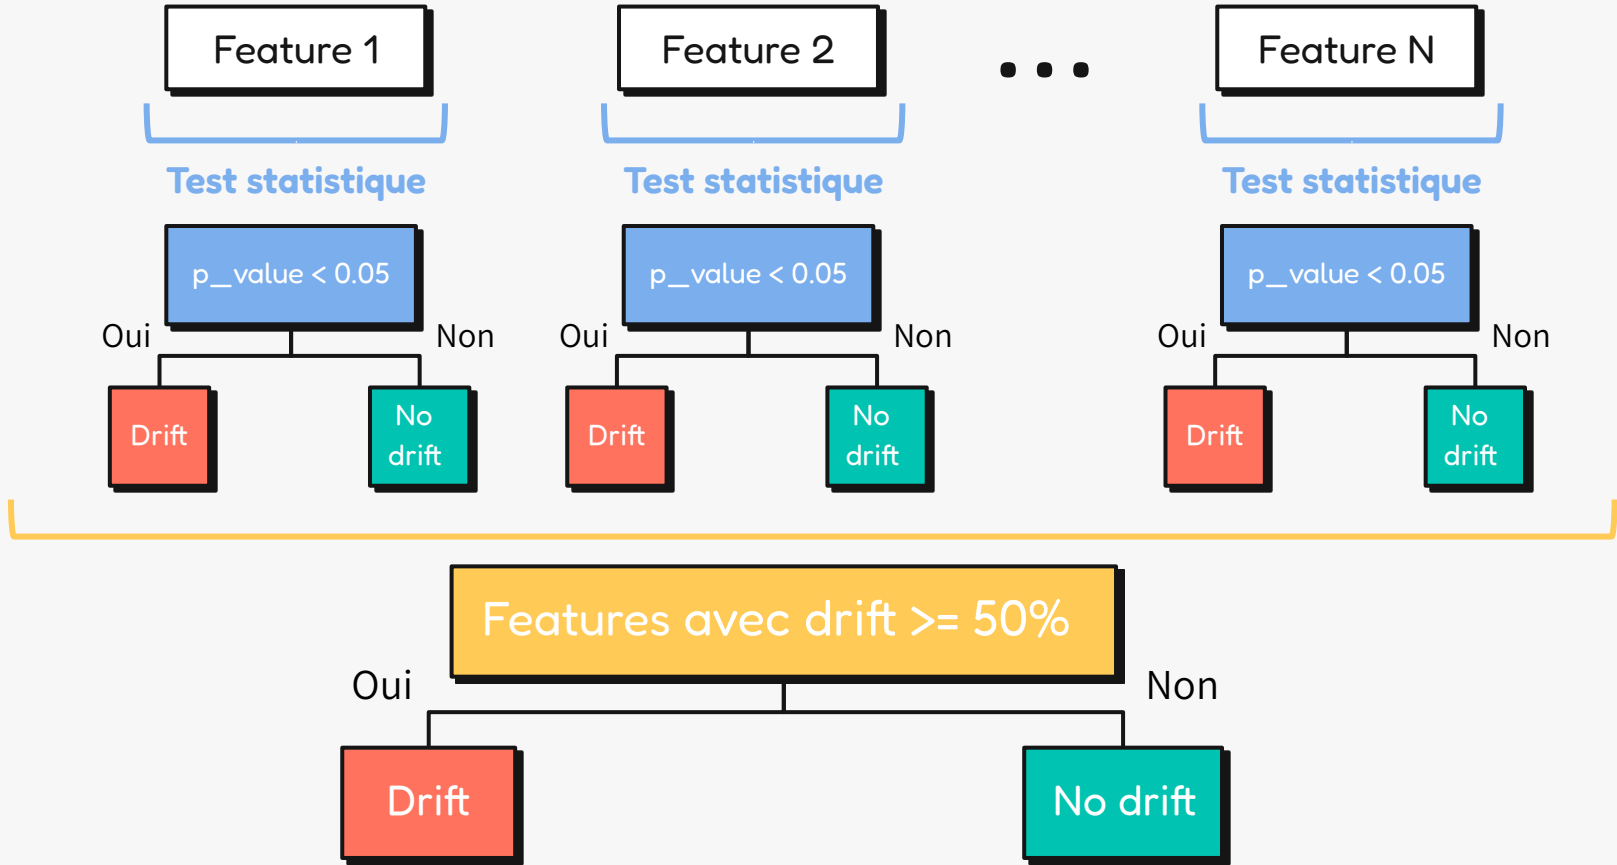 Feature 1
Feature 2
...
Feature N
Test statistique
Test statistique
Test statistique
p_value < 0.05
p_value < 0.05
p_value < 0.05
Oui
Non
Oui
Non
Oui
Non
Drift
No
drift
Drift
No
drift
Drift
No
drift
Features avec drift >= 50%
Oui
Non
Drift
No drift